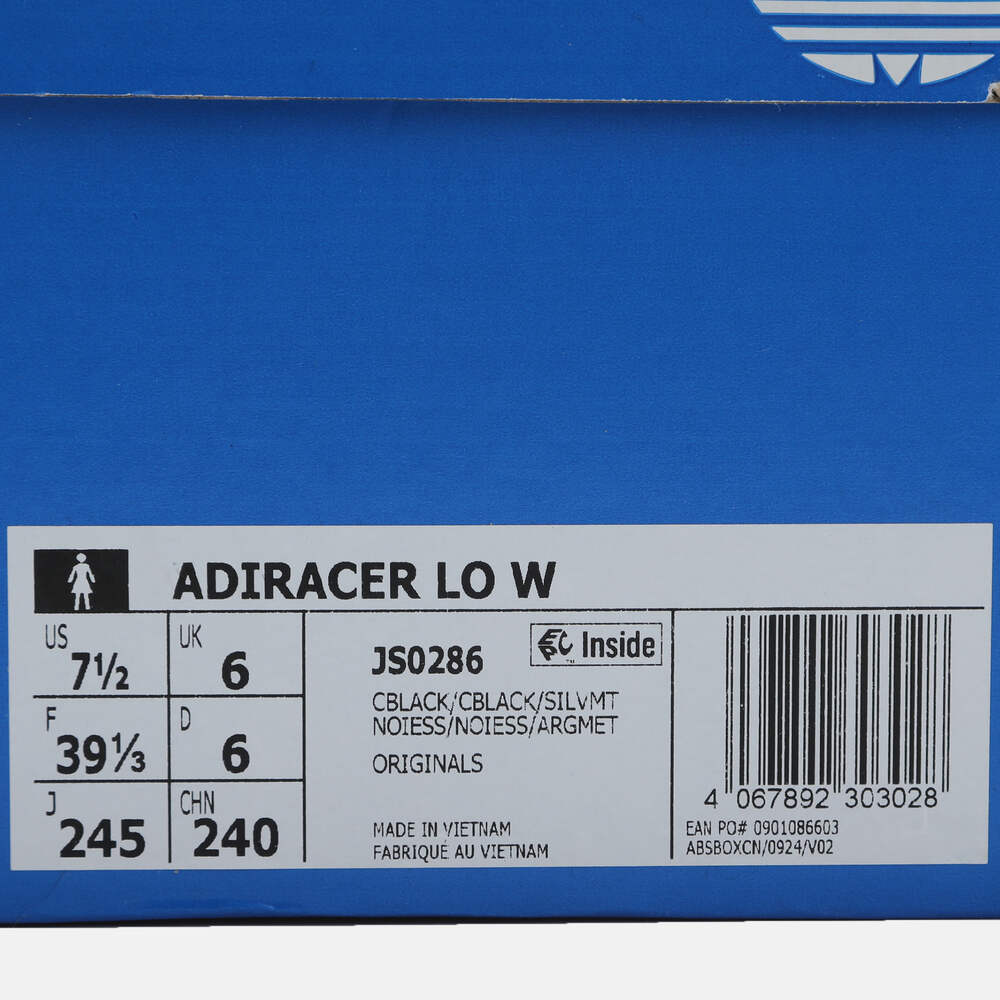 ADIRACER LO W
US 7½ UK 6
F 39⅓ D 6
J 245 CHN 240
JS0286
EPC™ Inside
CBLACK/CBLACK/SILVMT
NOIESS/NOIESS/ARGMET
ORIGINALS
MADE IN VIETNAM
FABRIQUÉ AU VIETNAM
4 067892 303028
EAN PO# 0901086603
ABSBOXCN/0924/V02